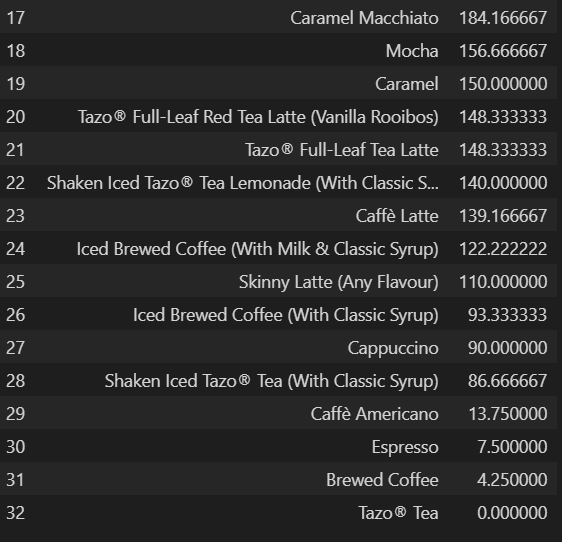 17 Caramel Macchiato 184.166667
18 Mocha 156.666667
19 Caramel 150.000000
20 Tazo® Full-Leaf Red Tea Latte (Vanilla Rooibos) 148.333333
21 Tazo® Full-Leaf Tea Latte 148.333333
22 Shaken Iced Tazo® Tea Lemonade (With Classic S... 140.000000
23 Caffè Latte 139.166667
24 Iced Brewed Coffee (With Milk & Classic Syrup) 122.222222
25 Skinny Latte (Any Flavour) 110.000000
26 Iced Brewed Coffee (With Classic Syrup) 93.333333
27 Cappuccino 90.000000
28 Shaken Iced Tazo® Tea (With Classic Syrup) 86.666667
29 Caffè Americano 13.750000
30 Espresso 7.500000
31 Brewed Coffee 4.250000
32 Tazo® Tea 0.000000